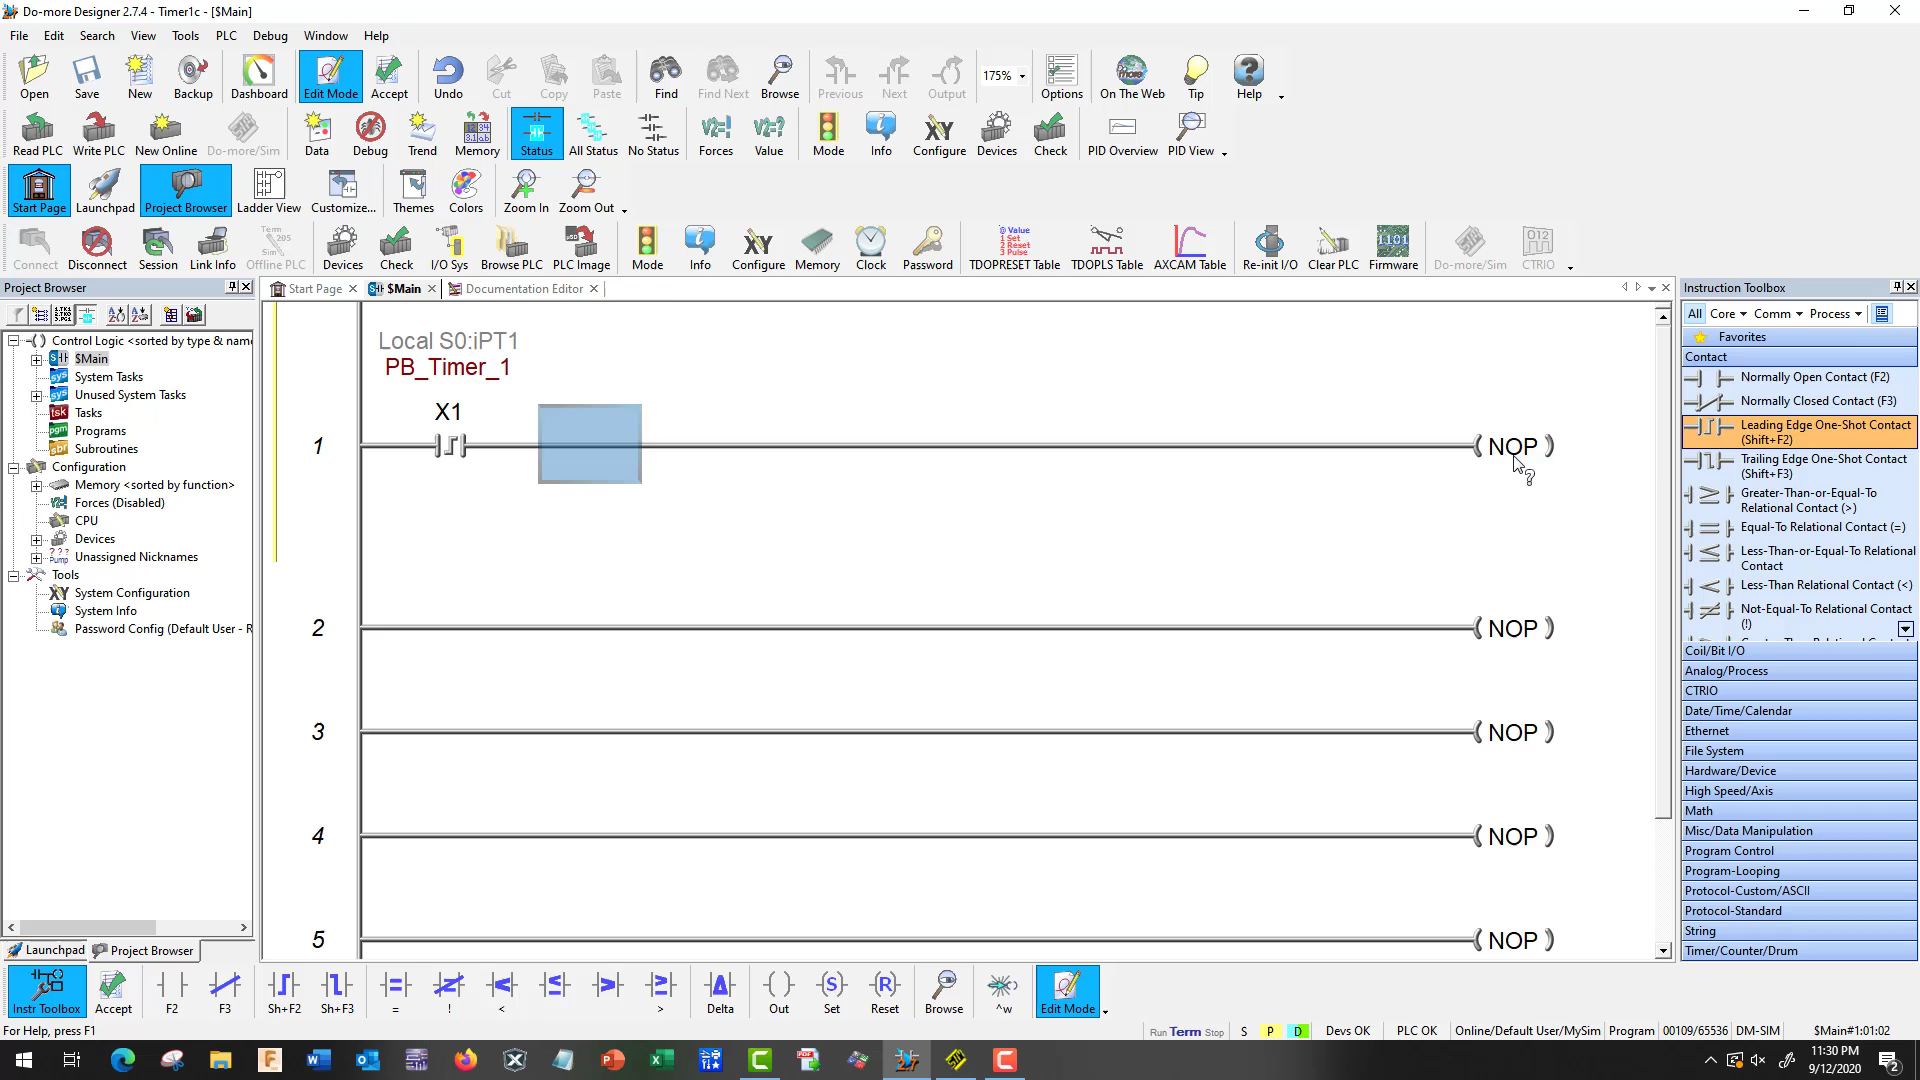 Do-more Designer 2.7.4 - Timer1c - [$Main]
File Edit Search View Tools PLC Debug Window Help
Open Save New Backup Dashboard Edit Mode Accept Undo Cut Copy Paste Find Find Next Browse Previous Next Output 175% Options On The Web Tip Help
Read PLC Write PLC New Online Do-more/Sim Data Debug Trend Memory Status All Status No Status Forces Value Mode Info Configure Devices Check PID Overview PID View
Start Page Launchpad Project Browser Ladder View Customize... Themes Colors Zoom In Zoom Out
Connect Disconnect Session Link Info Offline PLC Devices Check I/O Sys Browse PLC PLC Image Mode Info Configure Memory Clock Password TDOPRESET Table TDOPLS Table AXCAM Table Re-init I/O Clear PLC Firmware Do-more/Sim CTRIO
Project Browser
Control Logic <sorted by type & name
$Main
System Tasks
Unused System Tasks
Tasks
Programs
Subroutines
Configuration
Memory <sorted by function>
Forces (Disabled)
CPU
Devices
Unassigned Nicknames
Tools
System Configuration
System Info
Password Config (Default User - R
Launchpad Project Browser
Start Page $Main Documentation Editor
Local S0:iPT1
PB_Timer_1
X1
1 NOP
2 NOP
3 NOP
4 NOP
5 NOP
Instruction Toolbox
All Core Comm Process
Favorites
Contact
Normally Open Contact (F2)
Normally Closed Contact (F3)
Leading Edge One-Shot Contact
(Shift+F2)
Trailing Edge One-Shot Contact
(Shift+F3)
Greater-Than-or-Equal-To
Relational Contact (>)
Equal-To Relational Contact (=)
Less-Than-or-Equal-To Relational
Contact
Less-Than Relational Contact (<)
Not-Equal-To Relational Contact
(!)
Coil/Bit I/O
Analog/Process
CTRIO
Date/Time/Calendar
Ethernet
File System
Hardware/Device
High Speed/Axis
Math
Misc/Data Manipulation
Program Control
Program-Looping
Protocol-Custom/ASCII
Protocol-Standard
String
Timer/Counter/Drum
Instr Toolbox Accept F2 F3 Sh+F2 Sh+F3 = ! < > Delta Out Set Reset Browse ^w Edit Mode
For Help, press F1 Run Term Stop S P D Devs OK PLC OK Online/Default User/MySim Program 00109/65536 DM-SIM $Main#1:01:02
11:30 PM
9/12/2020
2